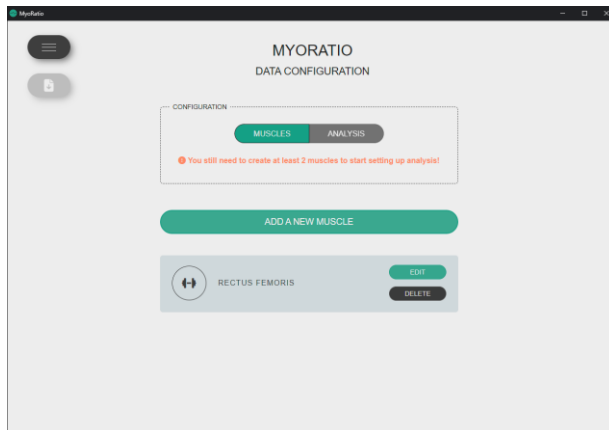 MyoRatio
MYORATIO
DATA CONFIGURATION
CONFIGURATION
MUSCLES ANALYSIS
You still need to create at least 2 muscles to start setting up analysis!
ADD A NEW MUSCLE
RECTUS FEMORIS
EDIT
DELETE